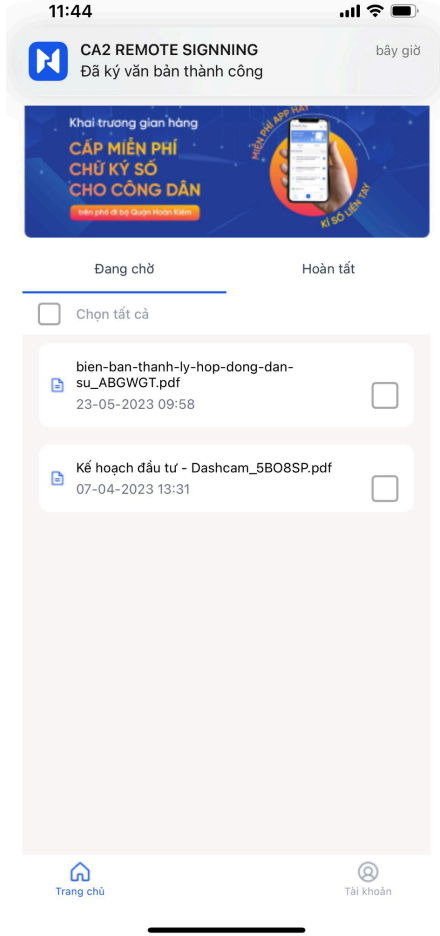 11:44
CA2 REMOTE SIGNNING
bây giờ
Đã ký văn bản thành công
Khai trương gian hàng
CẤP MIỄN PHÍ
CHỮ KÝ SỐ
CHO CÔNG DÂN
trên phố đi bộ Quận Hoàn Kiếm
MIỄN PHÍ APP HAY
KÍ SỐ LIỀN TAY
Đang chờ
Hoàn tất
Chọn tất cả
bien-ban-thanh-ly-hop-dong-dan-
su_ABGWGT.pdf
23-05-2023 09:58
Kế hoạch đầu tư - Dashcam_5BO8SP.pdf
07-04-2023 13:31
Trang chủ
Tài khoản